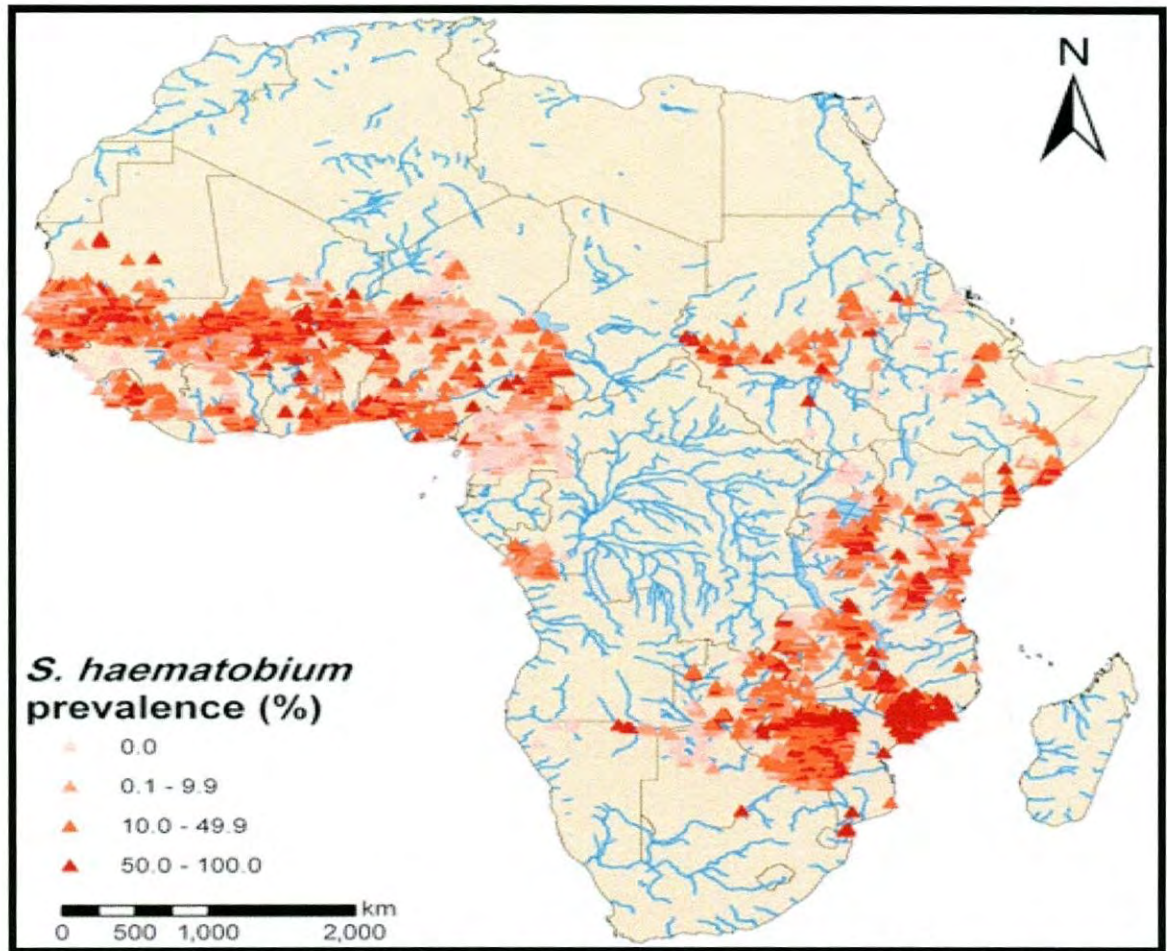 N
S. haematobium
prevalence (%)
0.0
0.1 - 9.9
10.0 - 49.9
50.0 - 100.0
km
0 500 1,000 2,000